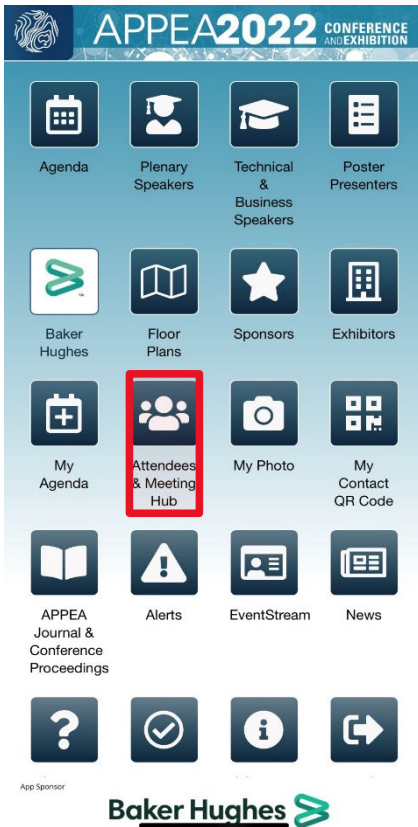 APPEA2022 CONFERENCE
AND EXHIBITION
Agenda
Plenary
Speakers
Technical
&
Business
Speakers
Poster
Presenters
Baker
Hughes
Floor
Plans
Sponsors
Exhibitors
My
Agenda
Attendees
& Meeting
Hub
My Photo
My
Contact
QR Code
APPEA
Journal &
Conference
Proceedings
Alerts
EventStream
News
App Sponsor
Baker Hughes